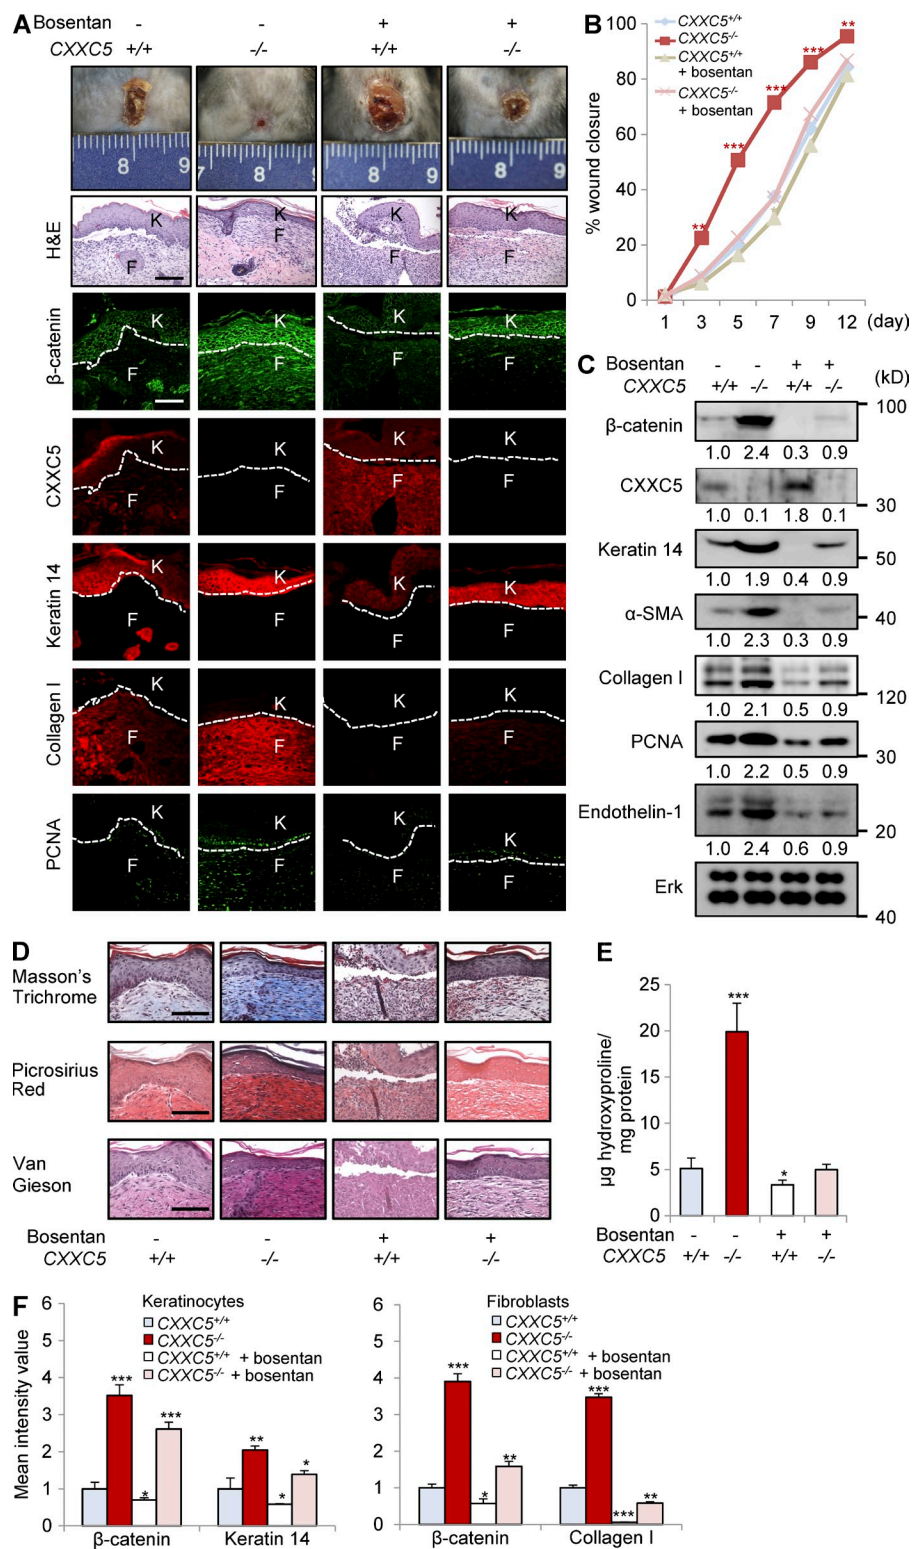 A
Bosentan - - + +
CXXC5 +/+ -/- +/+ -/-
8 9 7 8 9 8 9 8
H&E
K K K K
F F F F
β-catenin
K K K K
F F F F
CXXC5
K K K K
F F F F
Keratin 14
K K K K
F F F F
Collagen I
K K K K
F F F F
PCNA
K K K K
F F F F
B
% wound closure
100
80
60
40
20
0
1 3 5 7 9 12 (day)
CXXC5+/+
CXXC5-/-
CXXC5+/+
+ bosentan
CXXC5-/-
+ bosentan
** *** *** *** **
C
Bosentan - - + +
CXXC5 +/+ -/- +/+ -/- (kD)
β-catenin 100
1.0 2.4 0.3 0.9
CXXC5 30
1.0 0.1 1.8 0.1
Keratin 14 50
1.0 1.9 0.4 0.9
α-SMA 40
1.0 2.3 0.3 0.9
Collagen I 120
1.0 2.1 0.5 0.9
PCNA 30
1.0 2.2 0.5 0.9
Endothelin-1 20
1.0 2.4 0.6 0.9
Erk 40
D
Masson's
Trichrome
Picrosirius
Red
Van
Gieson
Bosentan - - + +
CXXC5 +/+ -/- +/+ -/-
E
µg hydroxyproline/
mg protein
25
20
15
10
5
0
*** *
Bosentan - - + +
CXXC5 +/+ -/- +/+ -/-
F
Mean intensity value
6
5
4
3
2
1
0
Keratinocytes
CXXC5+/+
CXXC5-/-
CXXC5+/+ + bosentan
CXXC5-/- + bosentan
*** * *** ** * *
β-catenin Keratin 14
6
5
4
3
2
1
0
Fibroblasts
CXXC5+/+
CXXC5-/-
CXXC5+/+ + bosentan
CXXC5-/- + bosentan
*** * ** *** *** **
β-catenin Collagen I